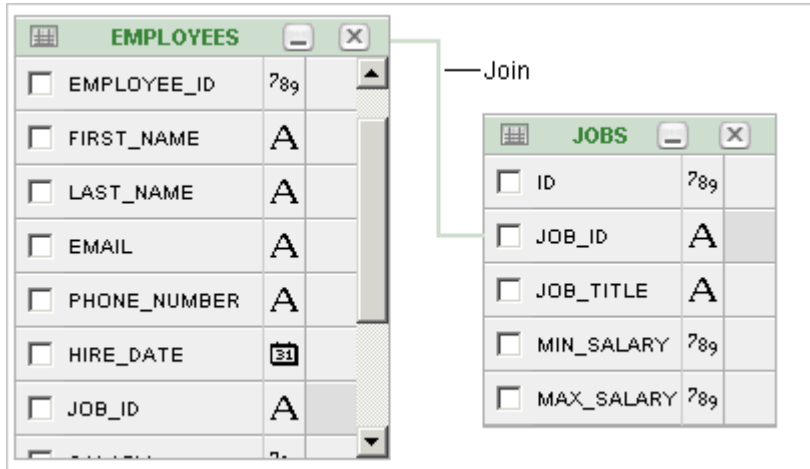 EMPLOYEES
EMPLOYEE_ID 789
FIRST_NAME A
LAST_NAME A
EMAIL A
PHONE_NUMBER A
HIRE_DATE 31
JOB_ID A
Join
JOBS
ID 789
JOB_ID A
JOB_TITLE A
MIN_SALARY 789
MAX_SALARY 789